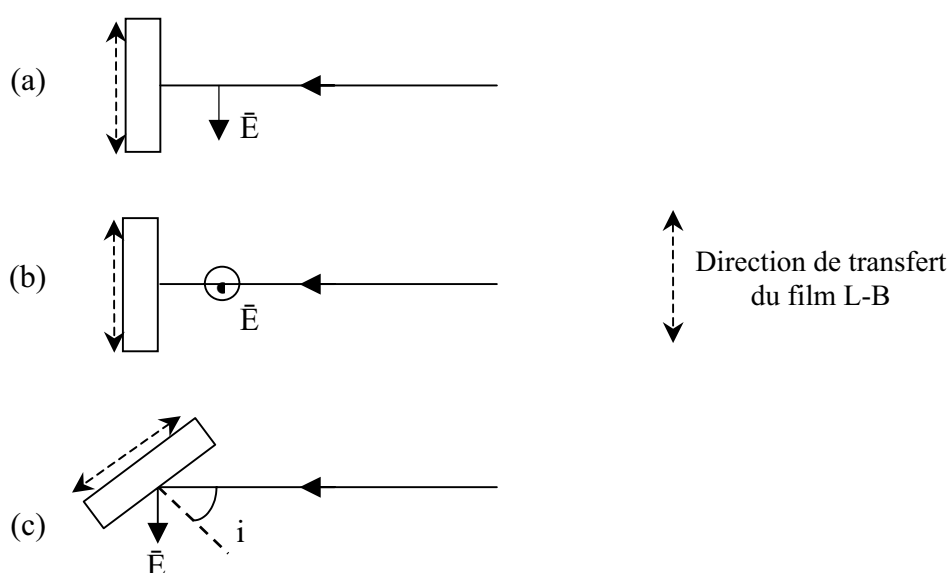 (a)
Ē
(b)
Ē
Direction de transfert
du film L-B
(c)
i
Ē